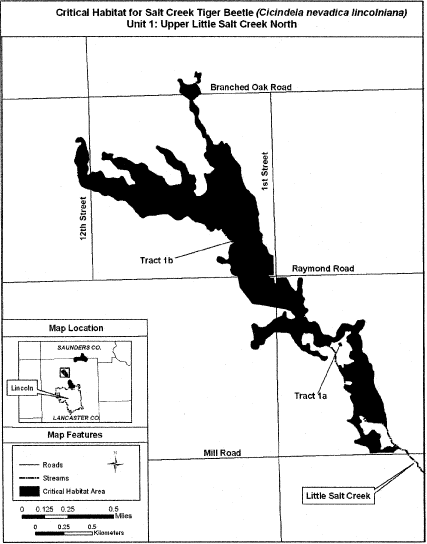 Critical Habitat for Salt Creek Tiger Beetle (Cicindela nevadica lincolniana)
Unit 1: Upper Little Salt Creek North
Branched Oak Road
12th Street
1st Street
Tract 1b
Raymond Road
Map Location
SAUNDERS CO.
Lincoln
LANCASTER CO.
Tract 1a
Map Features
Mill Road
Roads
Streams
Critical Habitat Area
Little Salt Creek
0 0.125 0.25 0.5
Miles
0 0.25 0.5
Kilometers